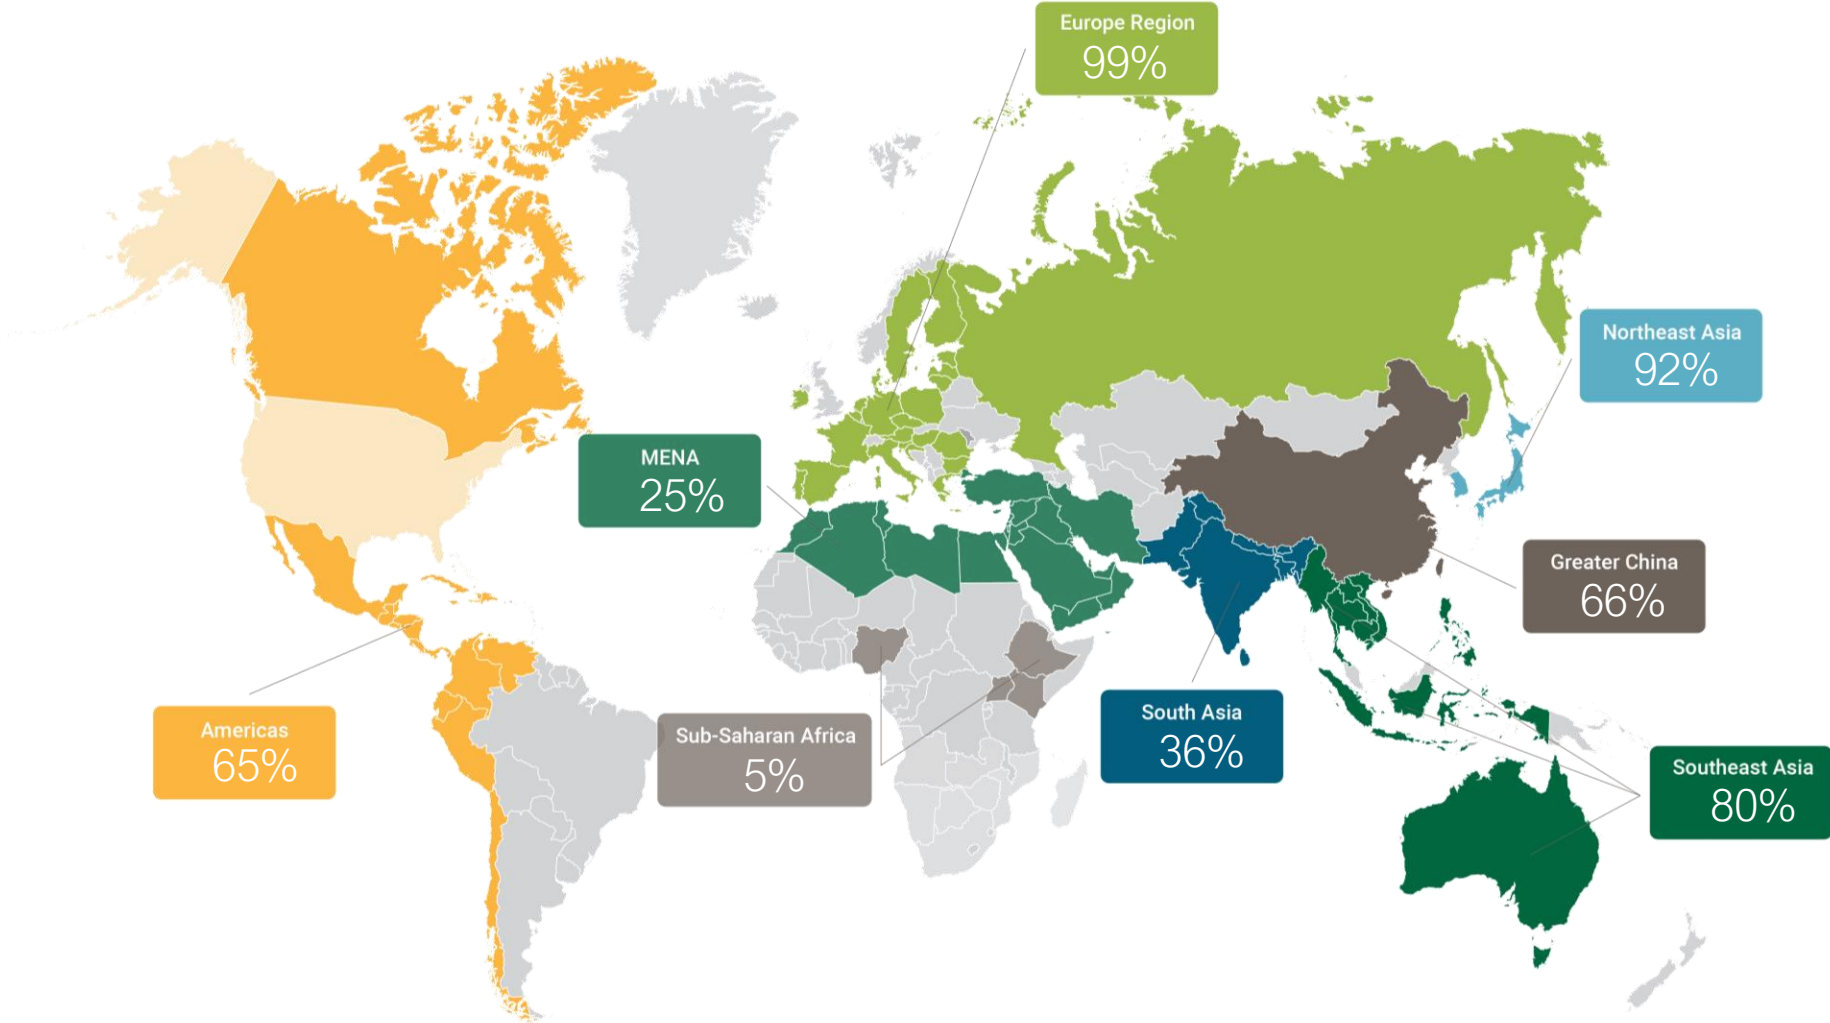 Europe Region
99%
Northeast Asia
92%
MENA
25%
Greater China
66%
South Asia
36%
Americas
65%
Sub-Saharan Africa
5%
Southeast Asia
80%